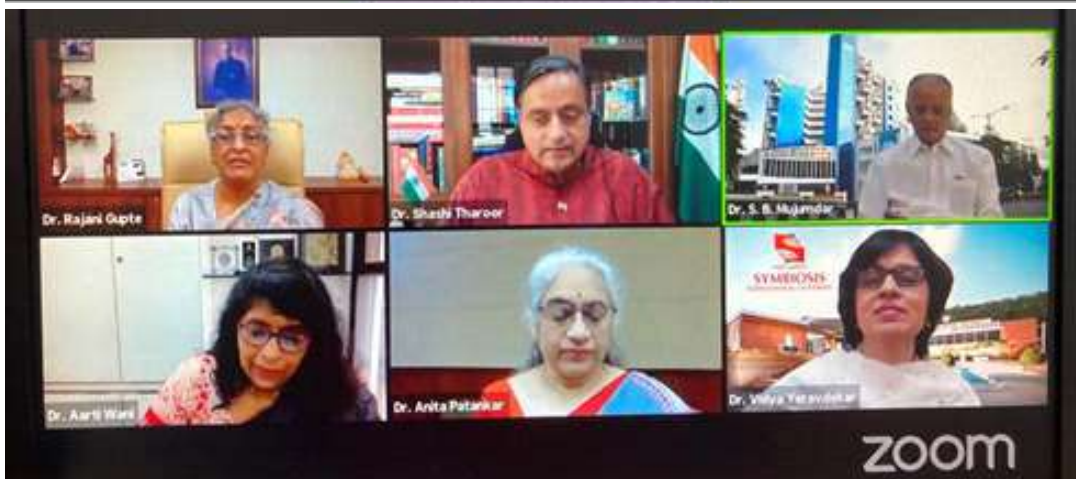 Dr. Rajani Gupte
Dr. Shashi Tharoor
Dr. S. B. Mujumdar
SYMBIOSIS
Dr. Aarti Wani
Dr. Anita Patankar
Dr. Vidya Yeravdekar
zoom